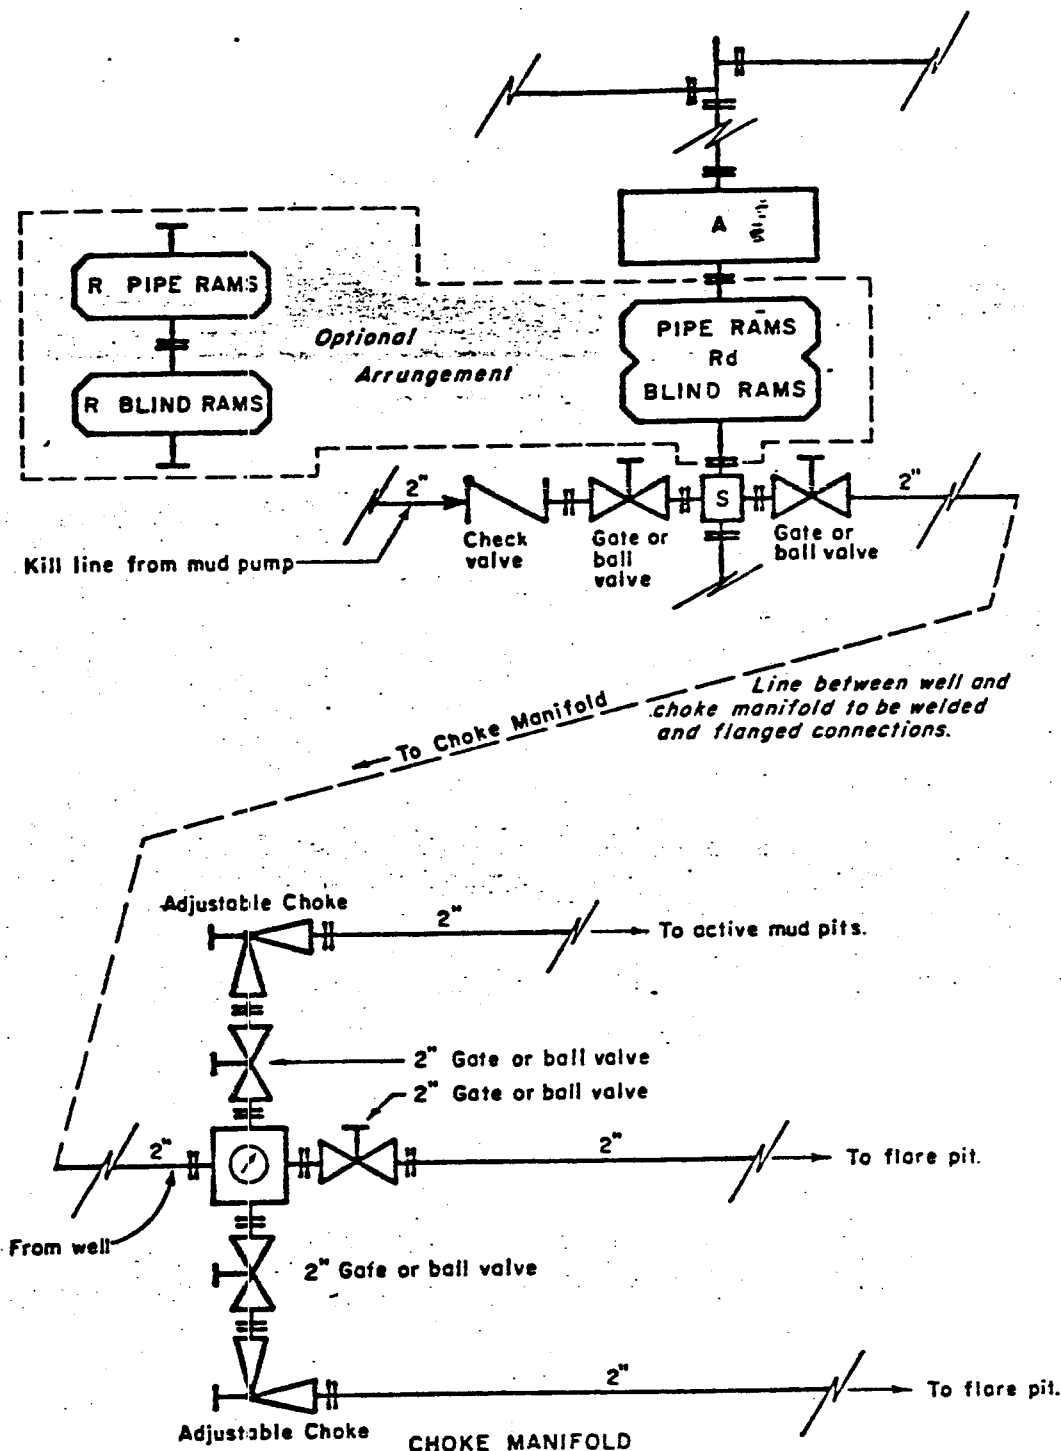 A
R PIPE RAMS
R BLIND RAMS
Optional
Arrangement
PIPE RAMS
Rd
BLIND RAMS
2"
Kill line from mud pump
Check
valve
Gate or
ball
valve
S
Gate or
ball valve
2"
Line between well and
choke manifold to be welded
and flanged connections.
To Choke Manifold
Adjustable Choke
2"
To active mud pits.
2" Gate or ball valve
2" Gate or ball valve
2"
2"
To flare pit.
From well
2" Gate or ball valve
2"
To flare pit.
Adjustable Choke
CHOKE MANIFOLD